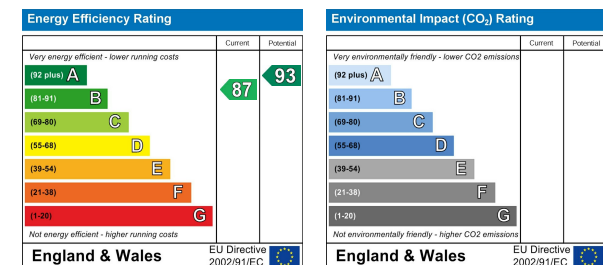 Energy Efficiency Rating
Current Potential
Very energy efficient - lower running costs
(92 plus) A
(81-91) B
(69-80) C
(55-68) D
(39-54) E
(21-38) F
(1-20) G
87
93
Not energy efficient - higher running costs
England & Wales
EU Directive
2002/91/EC
Environmental Impact (CO2) Rating
Current Potential
Very environmentally friendly - lower CO2 emissions
(92 plus) A
(81-91) B
(69-80) C
(55-68) D
(39-54) E
(21-38) F
(1-20) G
Not environmentally friendly - higher CO2 emissions
England & Wales
EU Directive
2002/91/EC